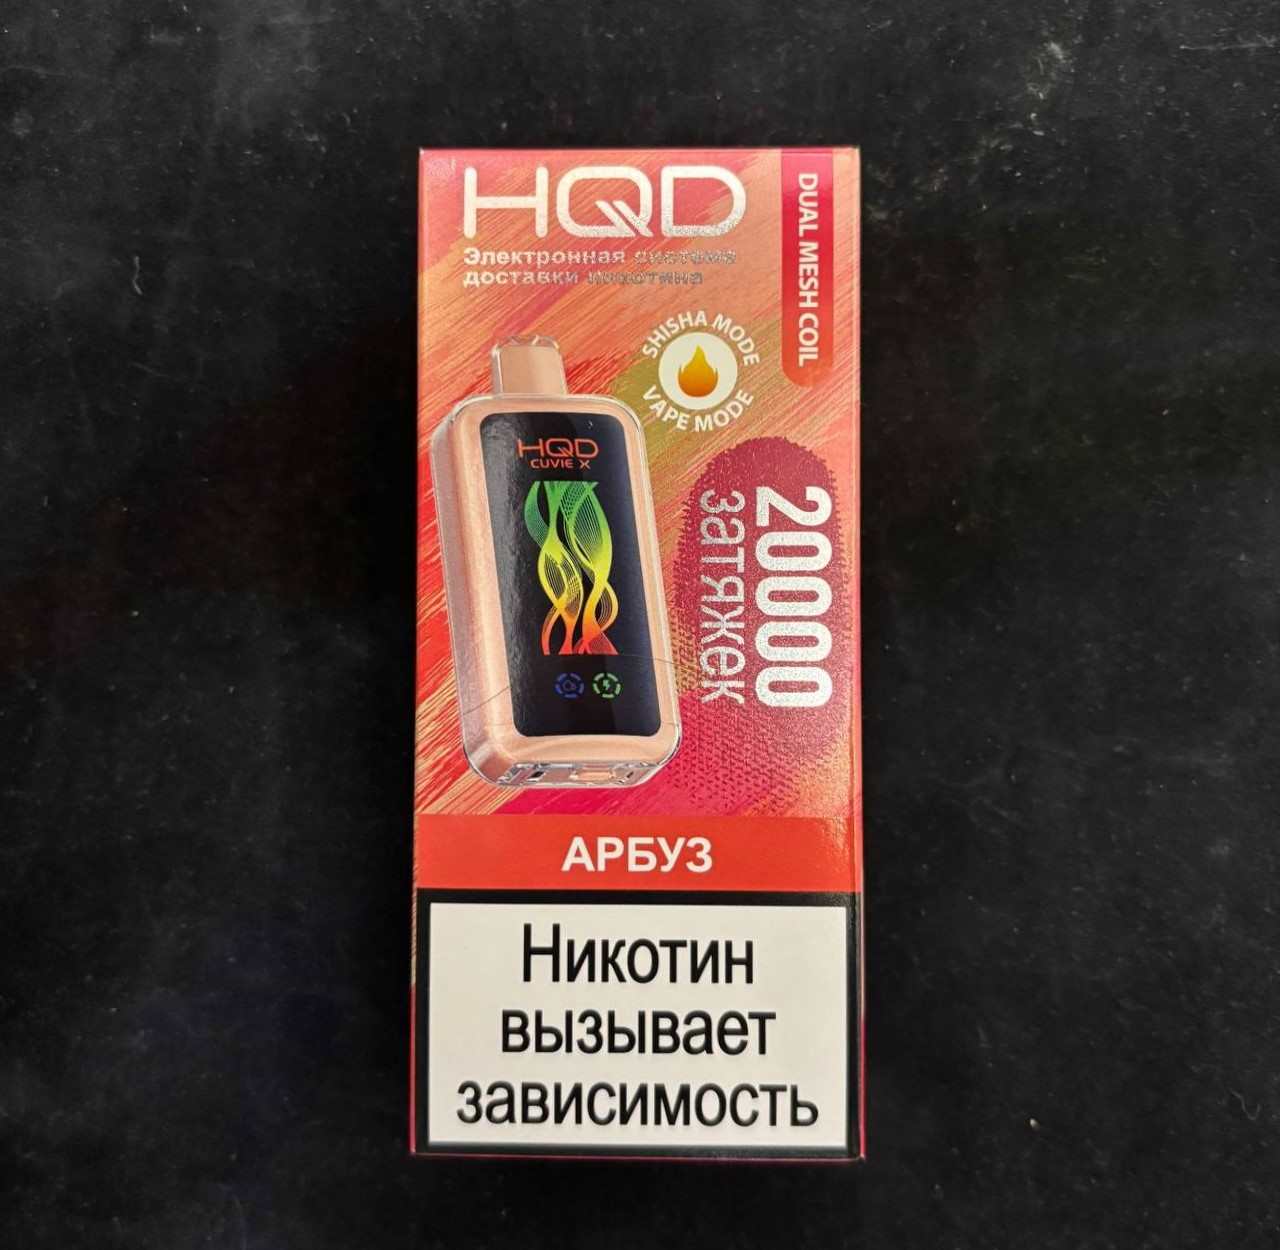 HQD
Электронная система
доставки никотина
DUAL MESH COIL
SHISHA MODE
VAPE MODE
HQD
CUVIE X
20000
затяжек
АРБУЗ
Никотин
вызывает
зависимость